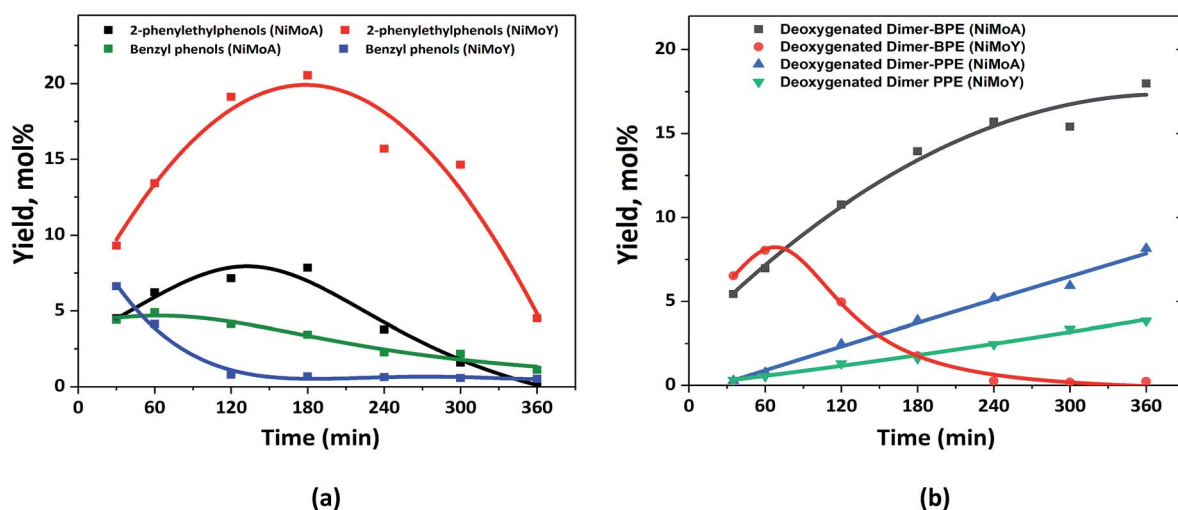 2-phenylethylphenols (NiMoA)
2-phenylethylphenols (NiMoY)
Benzyl phenols (NiMoA)
Benzyl phenols (NiMoY)
Yield, mol%
20
15
10
5
0
0
60
120
180
240
300
360
Time (min)
(a)
Deoxygenated Dimer-BPE (NiMoA)
Deoxygenated Dimer-BPE (NiMoY)
Deoxygenated Dimer-PPE (NiMoA)
Deoxygenated Dimer PPE (NiMoY)
Yield, mol%
20
15
10
5
0
0
60
120
180
240
300
360
Time (min)
(b)